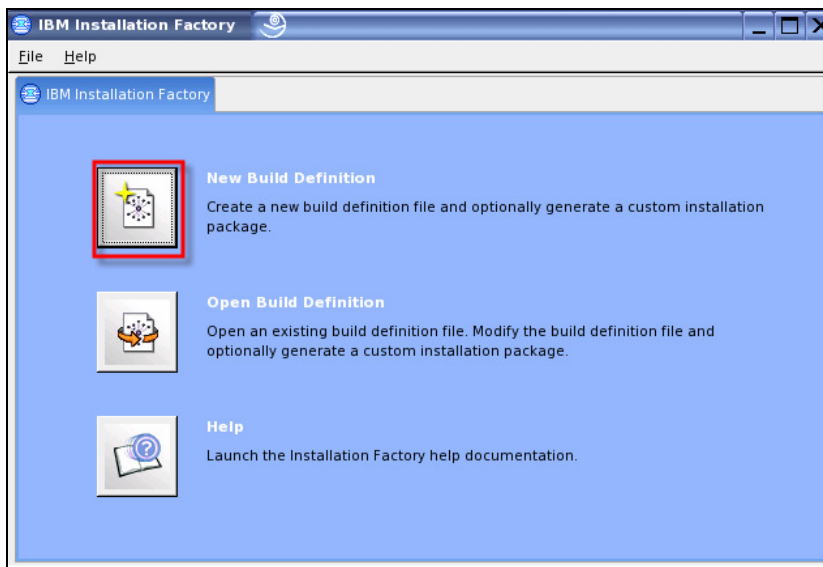 IBM Installation Factory
File Help
IBM Installation Factory
New Build Definition
Create a new build definition file and optionally generate a custom installation
package.
Open Build Definition
Open an existing build definition file. Modify the build definition file and
optionally generate a custom installation package.
Help
Launch the Installation Factory help documentation.